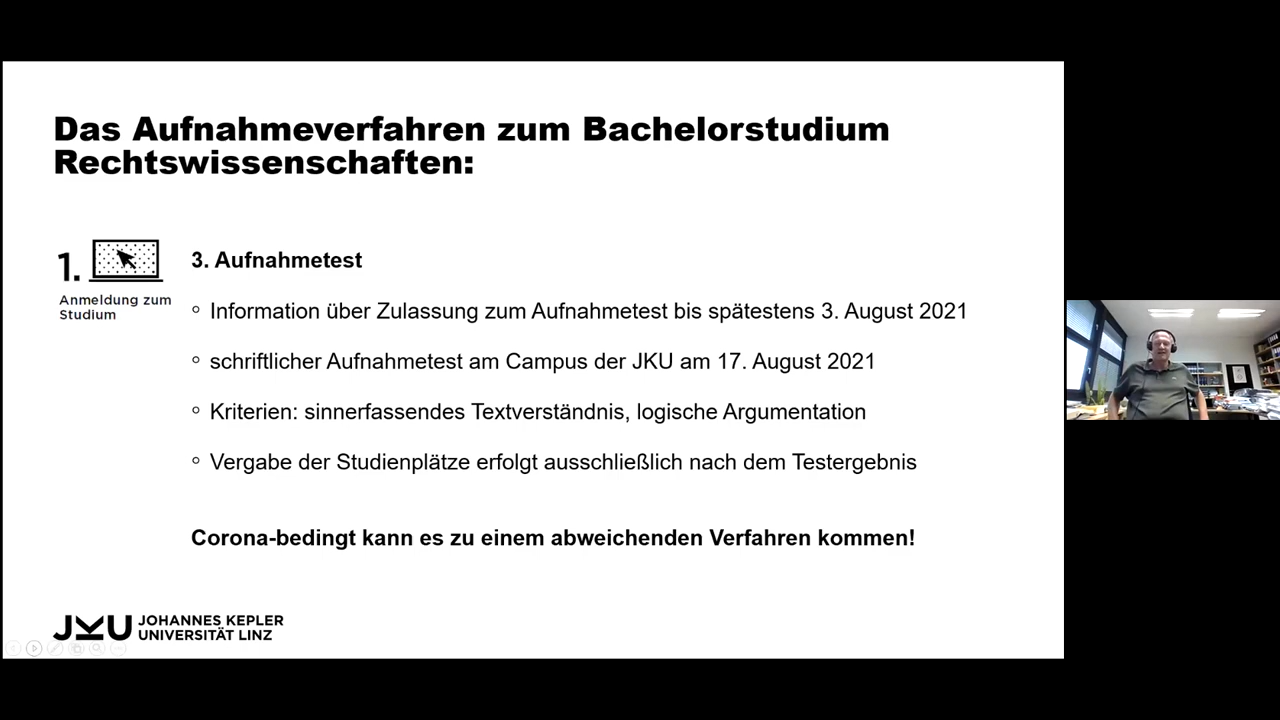 Das Aufnahmeverfahren zum Bachelorstudium
Rechtswissenschaften:
1.
Anmeldung zum
Studium
3. Aufnahmetest
° Information über Zulassung zum Aufnahmetest bis spätestens 3. August 2021
° schriftlicher Aufnahmetest am Campus der JKU am 17. August 2021
° Kriterien: sinnerfassendes Textverständnis, logische Argumentation
° Vergabe der Studienplätze erfolgt ausschließlich nach dem Testergebnis
Corona-bedingt kann es zu einem abweichenden Verfahren kommen!
JKU JOHANNES KEPLER
UNIVERSITÄT LINZ